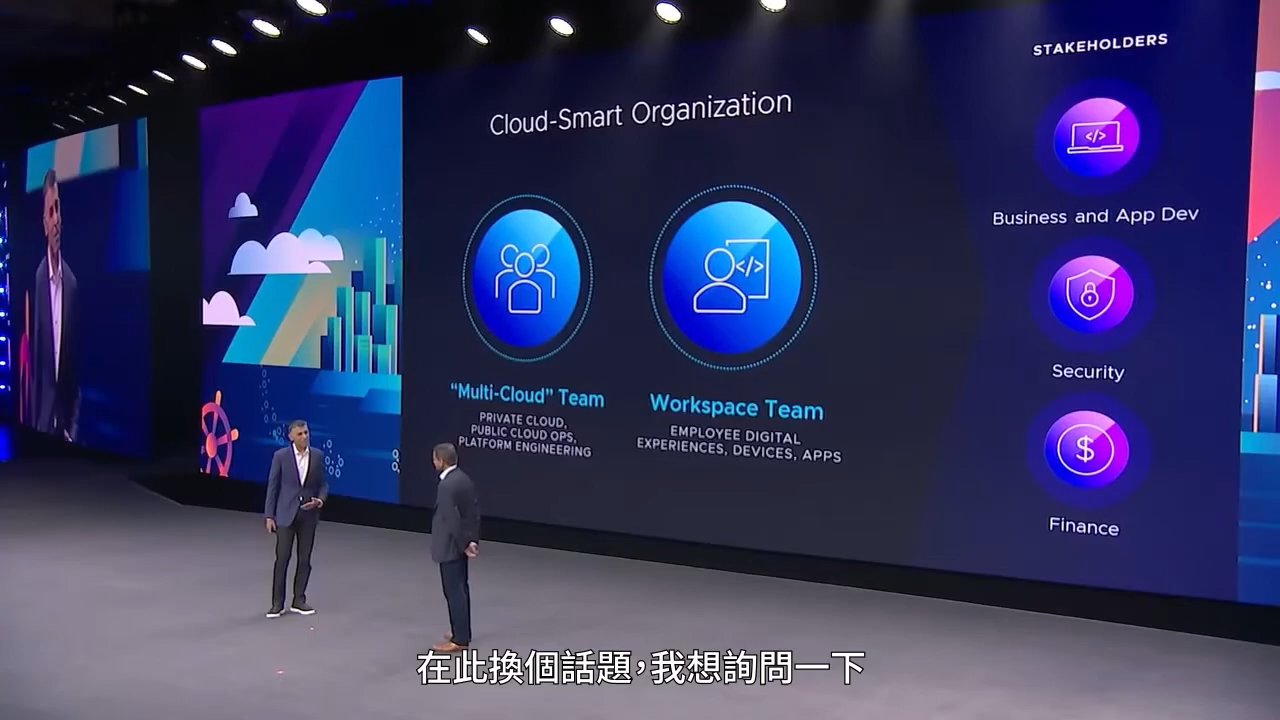 STAKEHOLDERS
Cloud-Smart Organization
</>
Business and App Dev
</>
Security
"Multi-Cloud" Team
PRIVATE CLOUD,
PUBLIC CLOUD OPS,
PLATFORM ENGINEERING
Workspace Team
EMPLOYEE DIGITAL
EXPERIENCES, DEVICES, APPS
$
Finance
在此換個話題,我想詢問一下